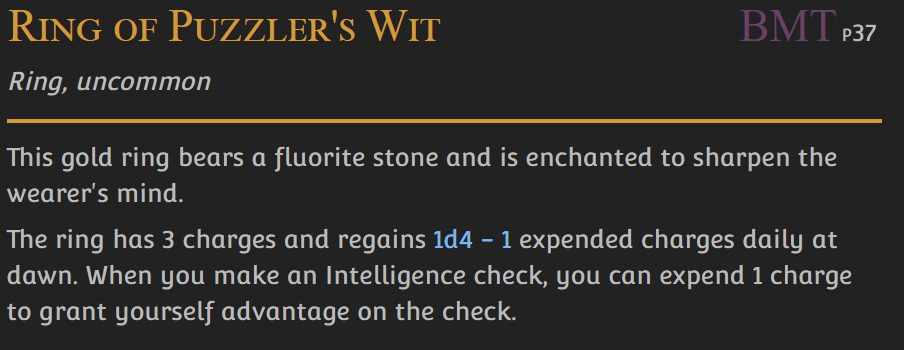 Ring of Puzzler's Wit BMT p37
Ring, uncommon
This gold ring bears a fluorite stone and is enchanted to sharpen the
wearer's mind.
The ring has 3 charges and regains 1d4 − 1 expended charges daily at
dawn. When you make an Intelligence check, you can expend 1 charge
to grant yourself advantage on the check.